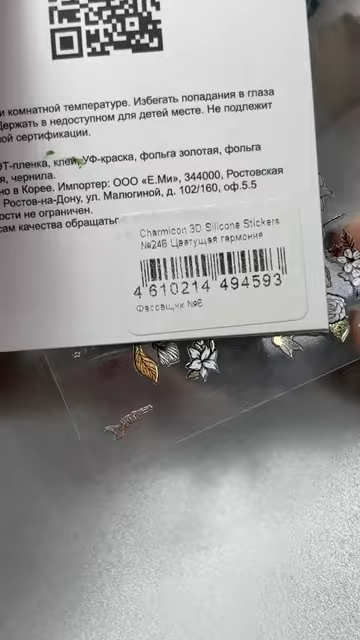 и комнатной температуре. Избегать попадания в глаза
Держать в недоступном для детей месте. Не подлежит
ой сертификации.
ЭТ-пленка, клей, УФ-краска, фольга золотая, фольга
я, чернила.
но в Корее. Импортер: ООО «Е.Ми», 344000, Ростовская
Ростов-на-Дону, ул. Малюгиной, д. 102/160, оф.5.5
ости не ограничен.
сам качества обращатьс
Charmicon 3D Silicone Stickers
№246 Цветущая гармония
4 610214 494593
Фасовщик №6